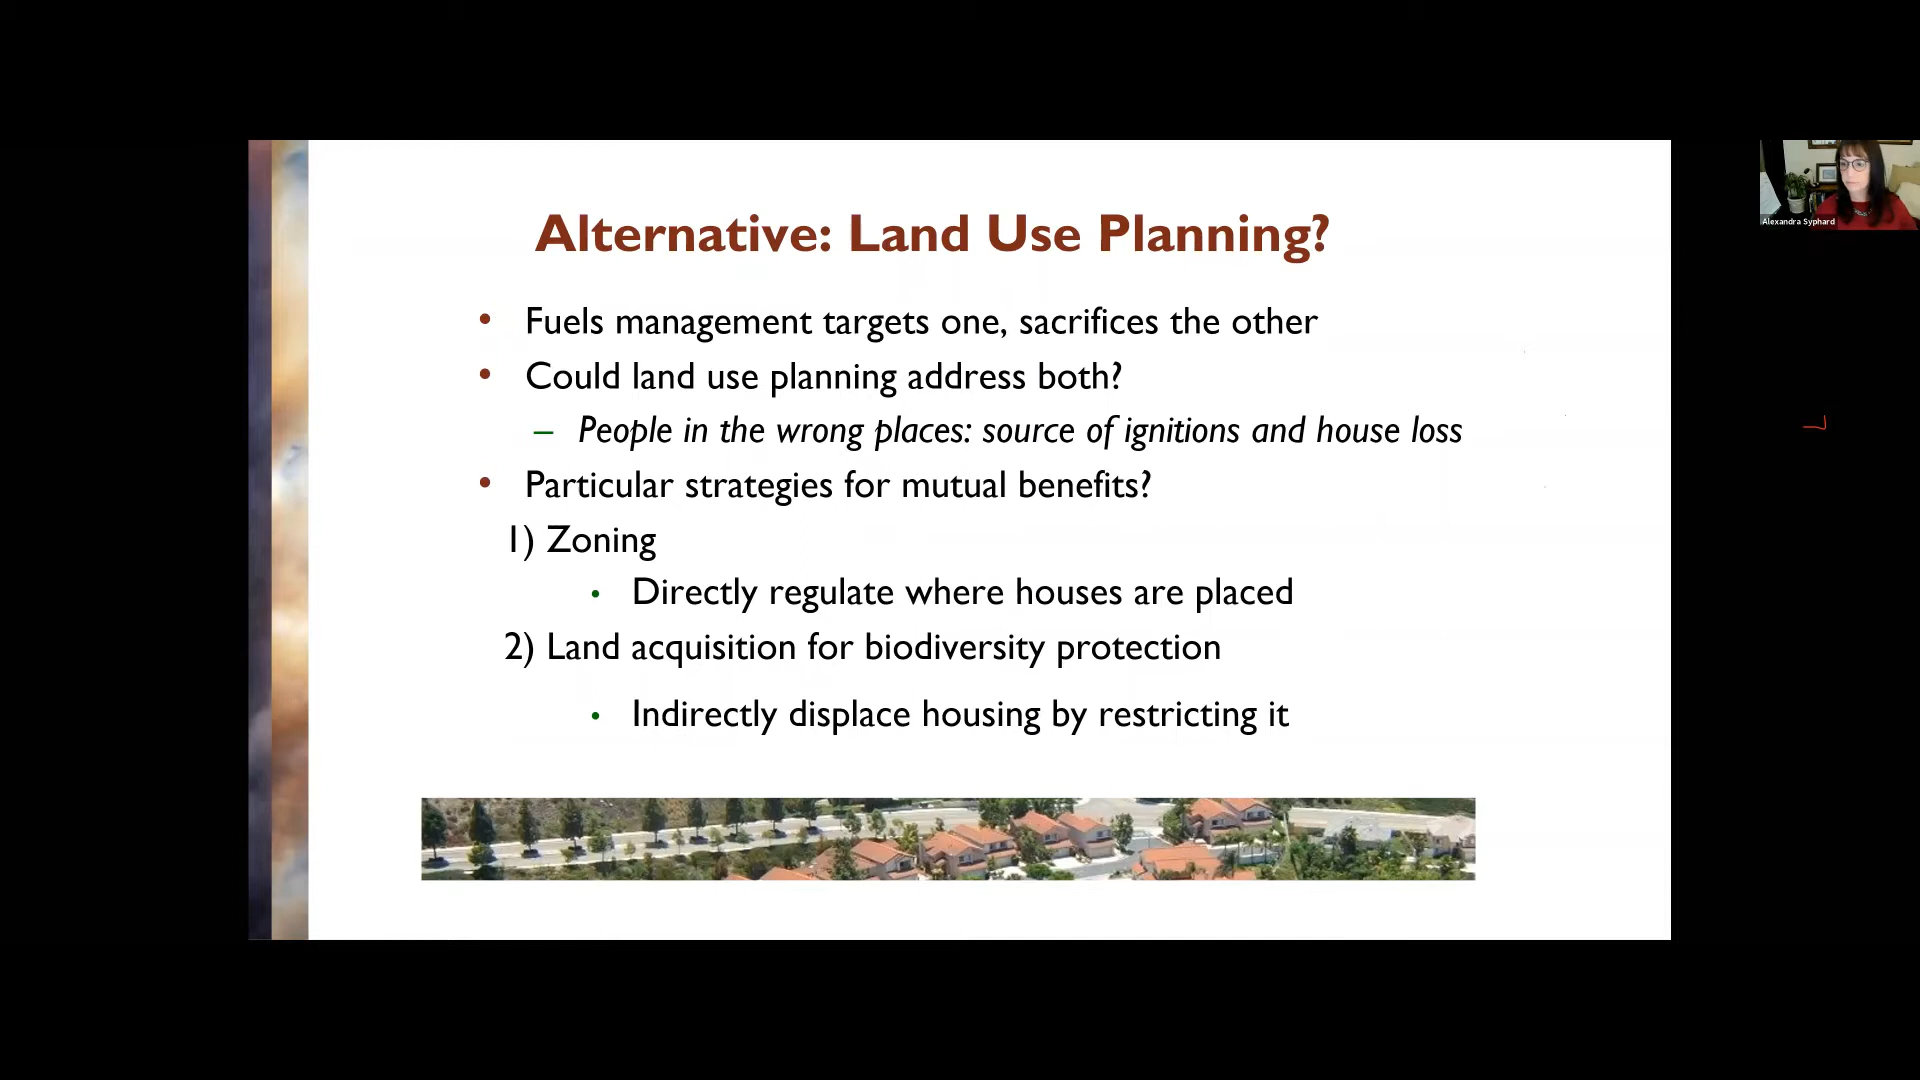 Alternative: Land Use Planning?
• Fuels management targets one, sacrifices the other
• Could land use planning address both?
– People in the wrong places: source of ignitions and house loss
• Particular strategies for mutual benefits?
1) Zoning
• Directly regulate where houses are placed
2) Land acquisition for biodiversity protection
• Indirectly displace housing by restricting it
Alexandra Syphard